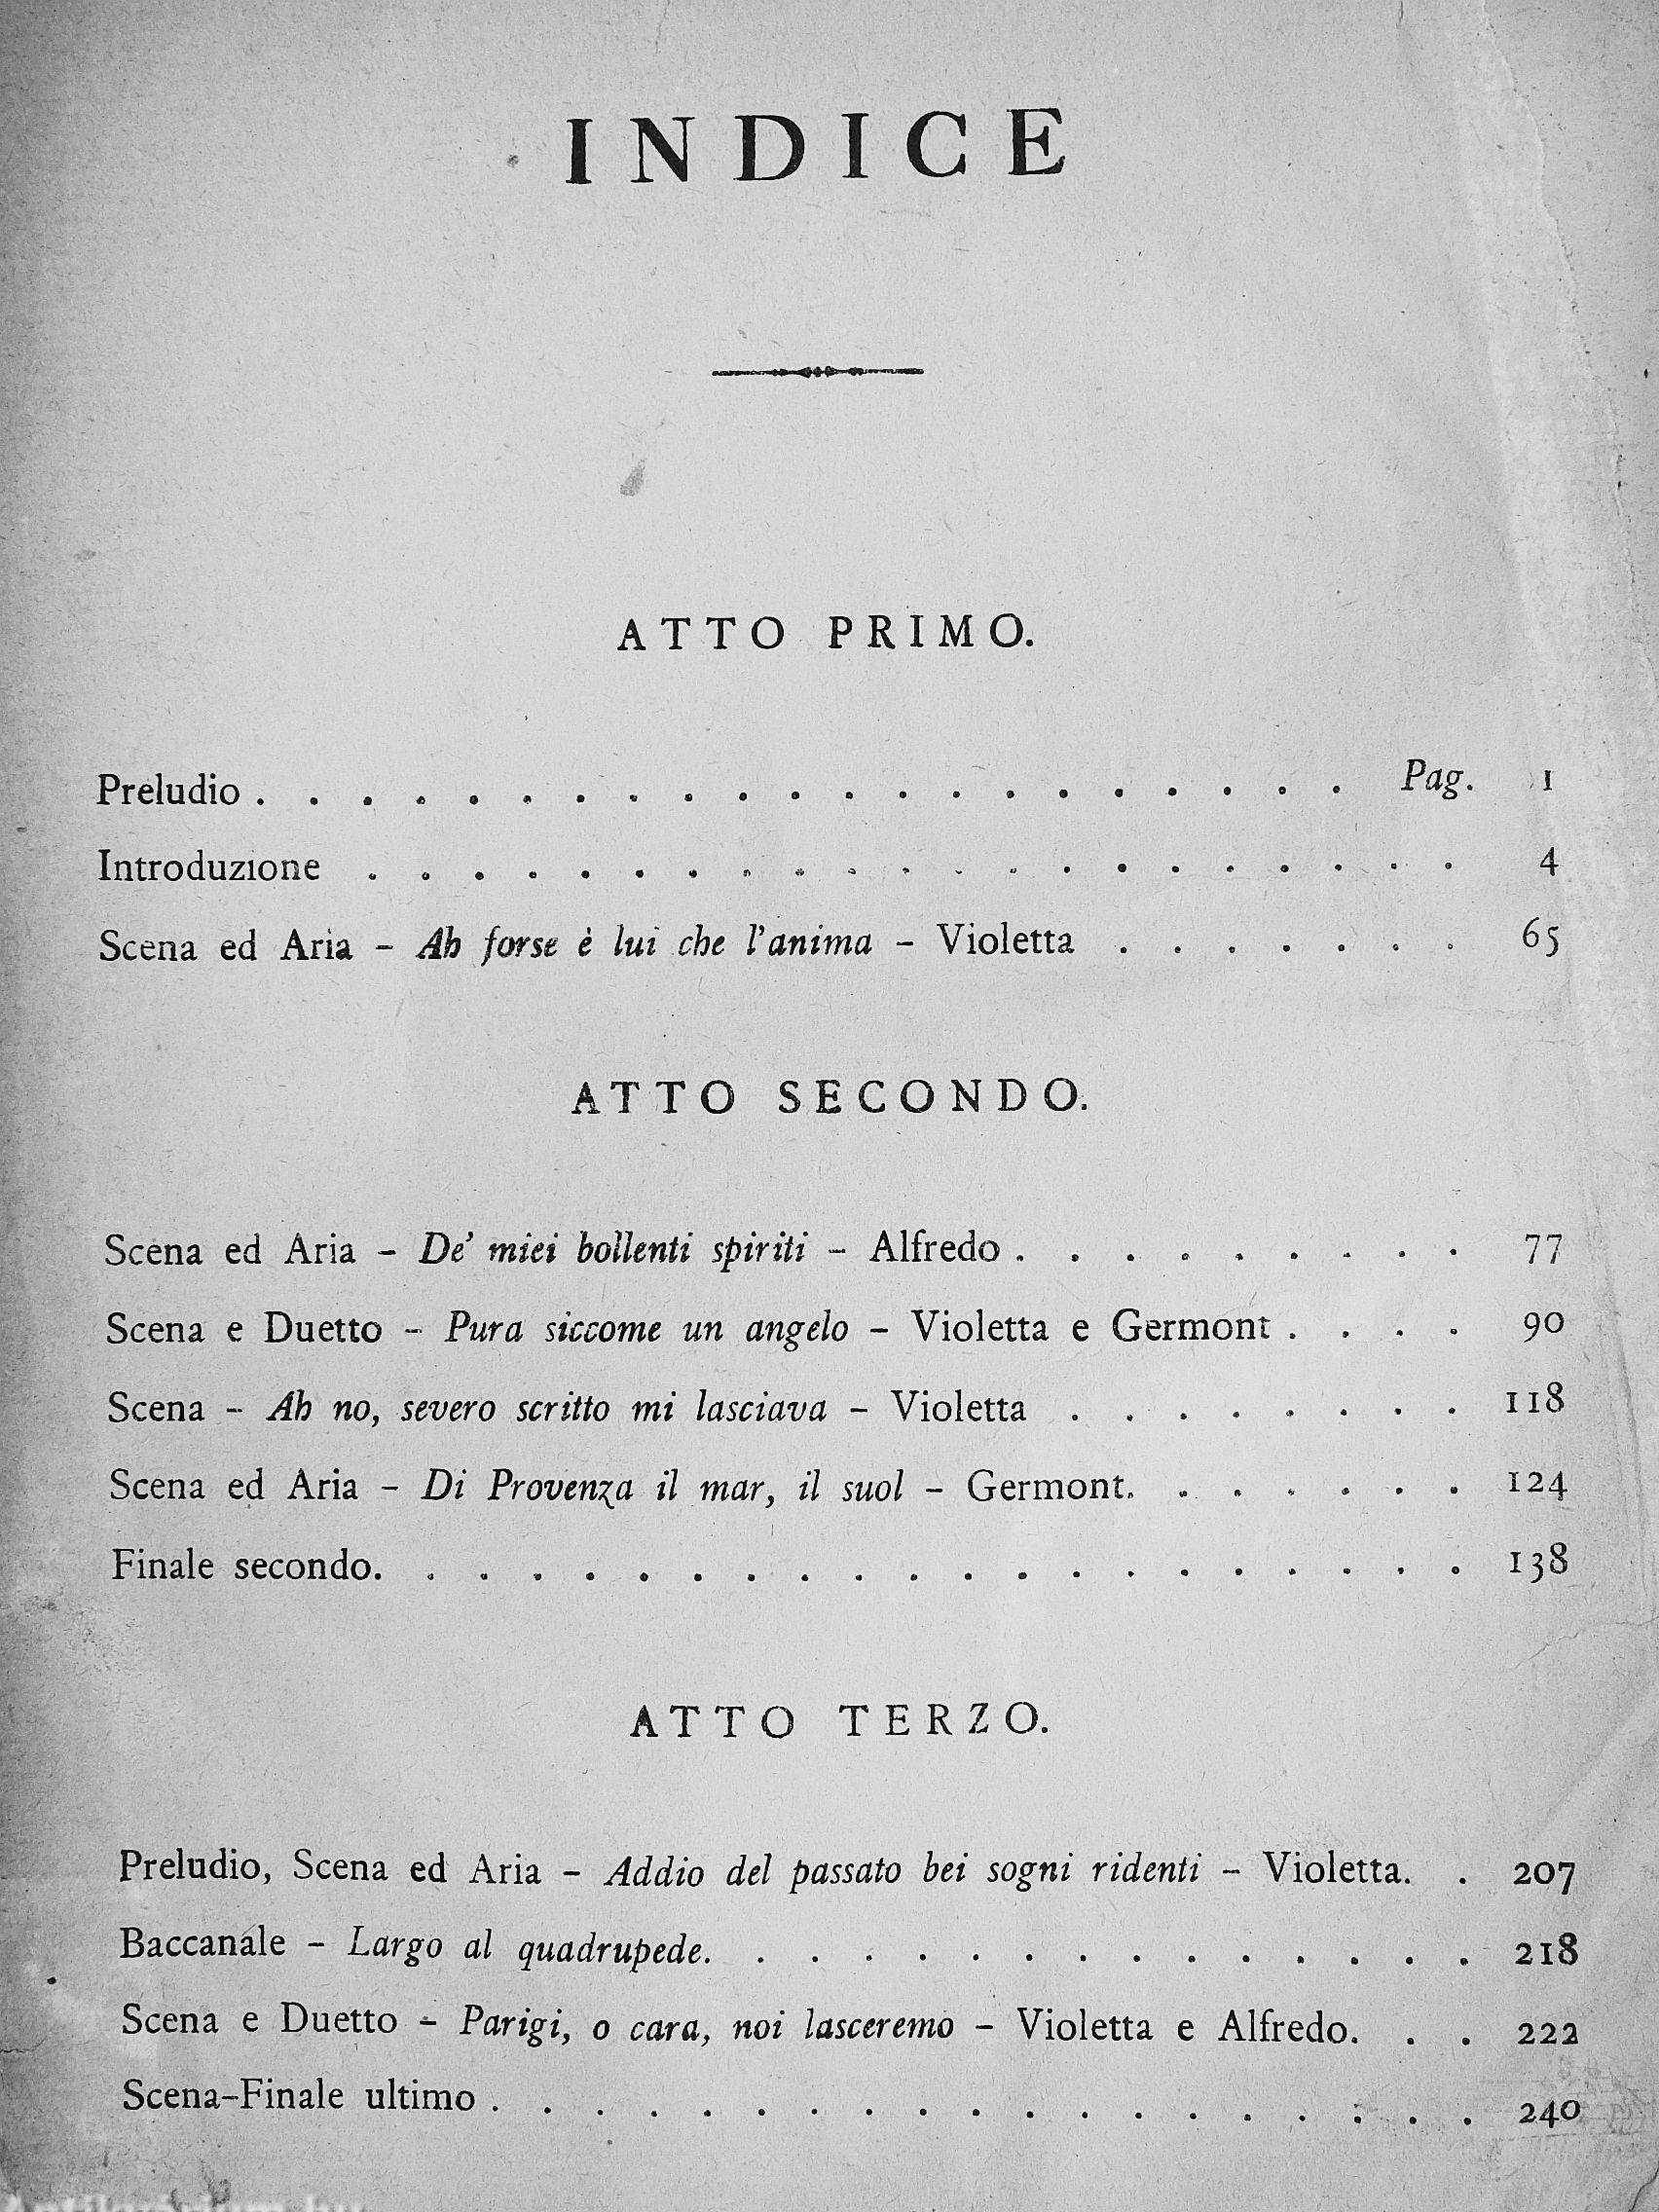 INDICE
ATTO PRIMO.
Preludio . . . . . . . . . . . . . . . . . . . . . Pag. 1
Introduzione . . . . . . . . . . . . . . . . . . . . . 4
Scena ed Aria - Ah forse è lui che l'anima - Violetta . . . . . . . 65
ATTO SECONDO.
Scena ed Aria - De' miei bollenti spiriti - Alfredo . . . . . . . . . 77
Scena e Duetto - Pura siccome un angelo - Violetta e Germont . . . . 90
Scena - Ah no, severo scritto mi lasciava - Violetta . . . . . . . . 118
Scena ed Aria - Di Provenza il mar, il suol - Germont. . . . . . . 124
Finale secondo. . . . . . . . . . . . . . . . . . . . . 138
ATTO TERZO.
Preludio, Scena ed Aria - Addio del passato bei sogni ridenti - Violetta. . 207
Baccanale - Largo al quadrupede. . . . . . . . . . . . . . . 218
Scena e Duetto - Parigi, o cara, noi lasceremo - Violetta e Alfredo. . . 222
Scena-Finale ultimo . . . . . . . . . . . . . . . . . . . 240